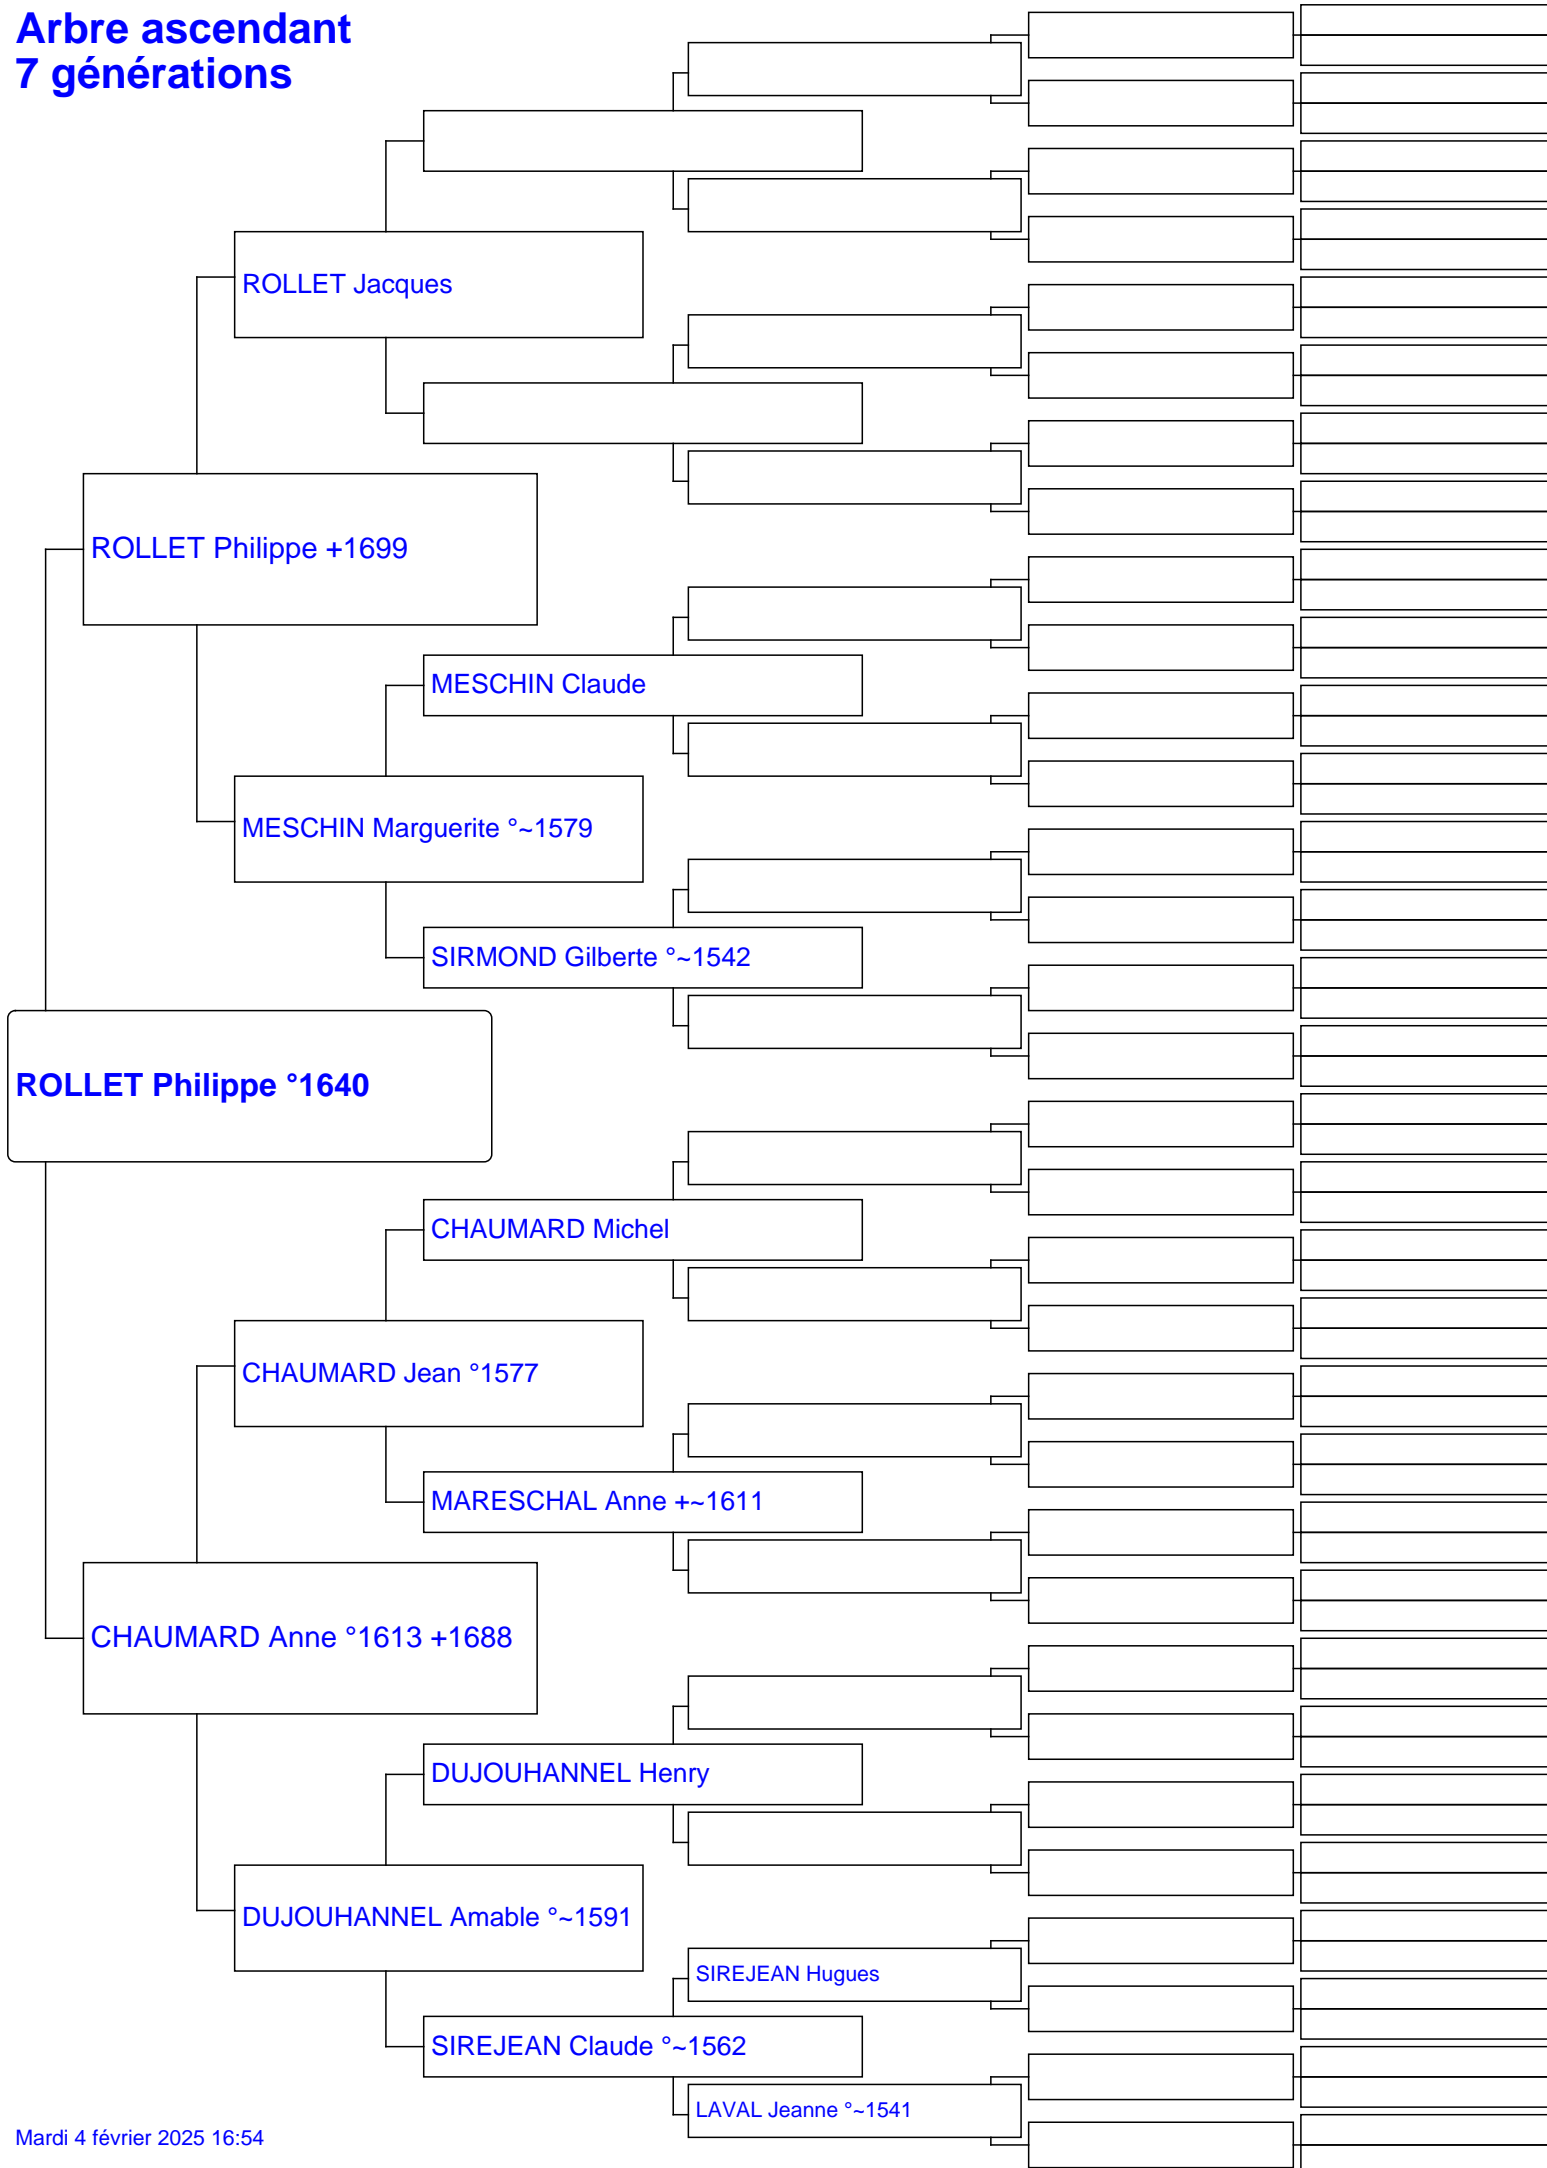 Arbre ascendant
7 générations
ROLLET Jacques
ROLLET Philippe +1699
MESCHIN Claude
MESCHIN Marguerite °~1579
SIRMOND Gilberte °~1542
ROLLET Philippe °1640
CHAUMARD Michel
CHAUMARD Jean °1577
MARESCHAL Anne +~1611
CHAUMARD Anne °1613 +1688
DUJOUHANNEL Henry
DUJOUHANNEL Amable °~1591
SIREJEAN Hugues
SIREJEAN Claude °~1562
LAVAL Jeanne °~1541
Mardi 4 février 2025 16:54